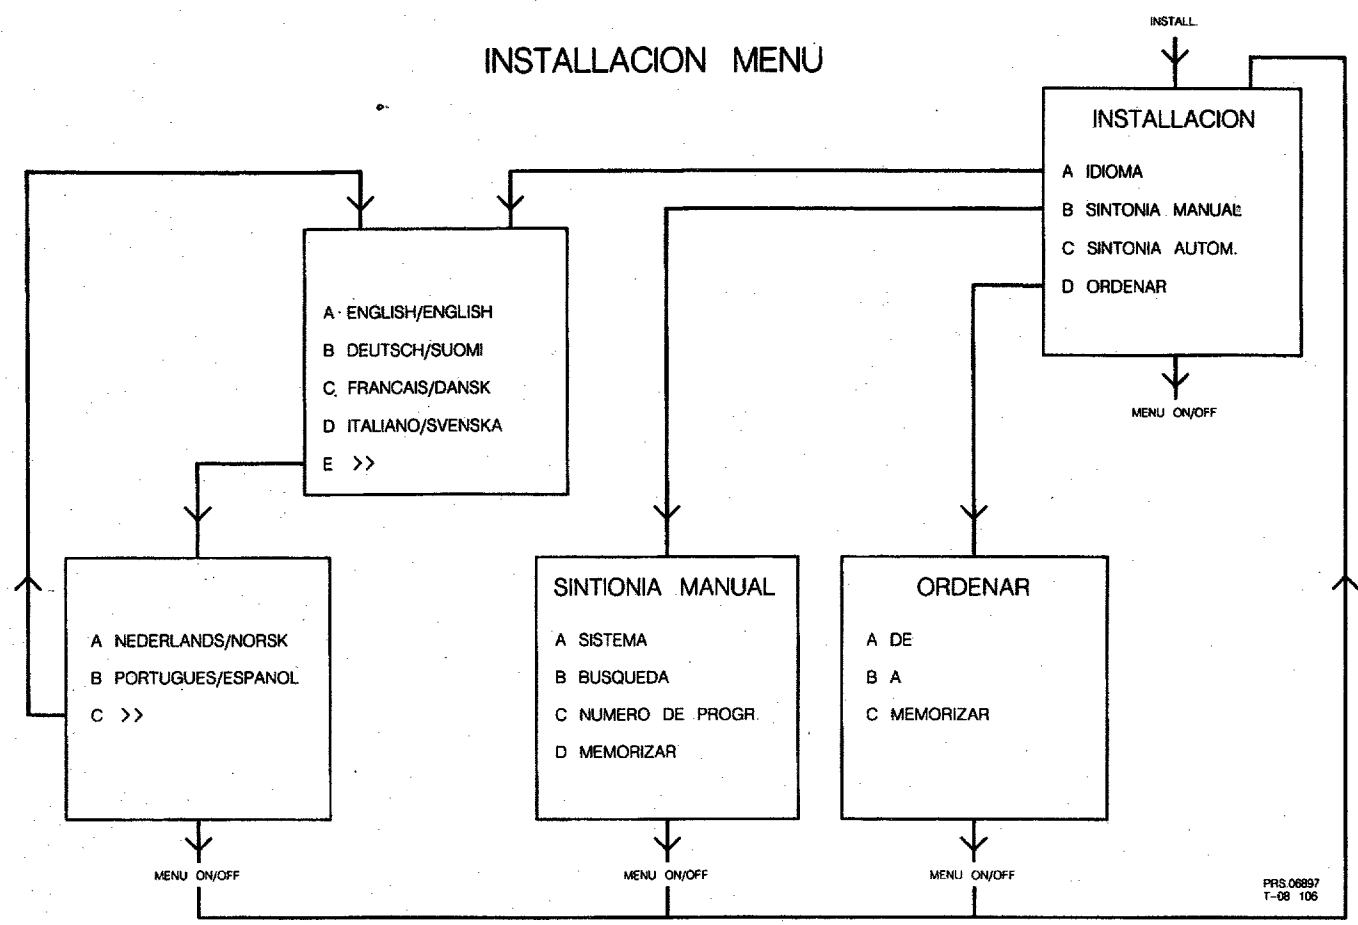 INSTALL.
INSTALLACION MENU
INSTALLACION
A IDIOMA
B SINTONIA MANUAL
C SINTONIA AUTOM.
D ORDENAR
MENU ON/OFF
A ENGLISH/ENGLISH
B DEUTSCH/SUOMI
C FRANCAIS/DANSK
D ITALIANO/SVENSKA
E >>
A NEDERLANDS/NORSK
B PORTUGUES/ESPANOL
C >>
MENU ON/OFF
SINTIONIA MANUAL
A SISTEMA
B BUSQUEDA
C NUMERO DE PROGR.
D MEMORIZAR
MENU ON/OFF
ORDENAR
A DE
B A
C MEMORIZAR
MENU ON/OFF
PRS.06897
T-08 106